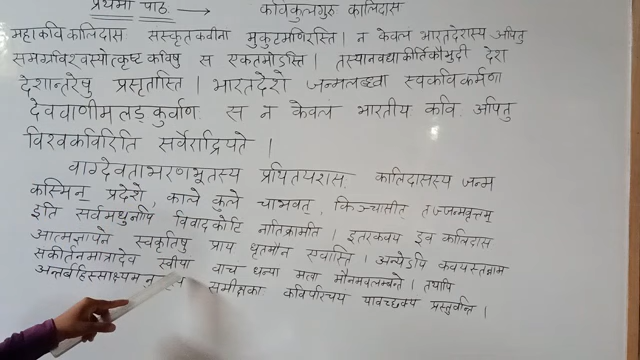 प्रथमा पाठः → कविकुलगुरु कालिदास
महाकवि कालिदासः संस्कृतकवीनां मुकुटमणिरस्ति । न केवलं भारतदेशस्य अपितु
समग्रविश्वस्योत्कृष्ट कविषु स एकतमोऽस्ति । तस्यानवद्याकीर्तिकौमुदी देश
देशान्तरेषु प्रसृतास्ति । भारतदेशे जन्मलब्ध्वा स्वकविकर्मणा
देववाणीमलङ्कुर्वाणः स न केवलं भारतीय कविः अपितु
विश्वकविरिति सर्वैराद्रियते ।
वाग्देवताभरणभूतस्य प्रथितयशसः कालिदासस्य जन्म
कस्मिन् प्रदेशे, काले कुले चाभवत्, किञ्चासीत् तज्जन्मवृत्तम्
इति सर्वमधुनापि विवादकोटिं नातिक्रामति । इतरकवय इव कालिदास
आत्मज्ञापने स्वकृतिषु प्राय धृतमौन एवास्ति । अन्येऽपि कवयस्तन्नाम
संकीर्तनमात्रादेव स्वीया वाच धन्या मत्वा मौनमवलम्बन्ते । तथापि
समीक्षका कविपरिचय यावच्छक्य प्रस्तुवन्ति ।